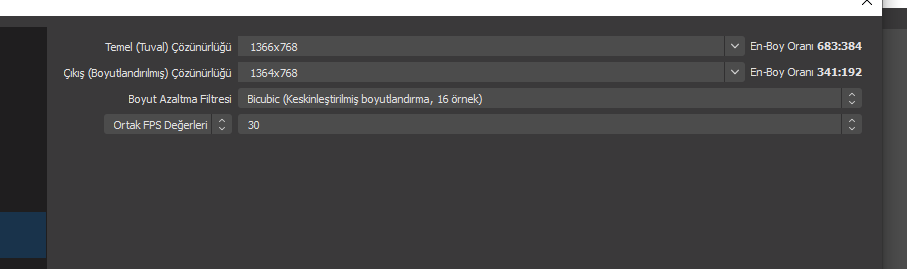 Temel (Tuval) Çözünürlüğü 1366x768 En-Boy Oranı 683:384
Çıkış (Boyutlandırılmış) Çözünürlüğü 1364x768 En-Boy Oranı 341:192
Boyut Azaltma Filtresi Bicubic (Keskinleştirilmiş boyutlandırma, 16 örnek)
Ortak FPS Değerleri 30